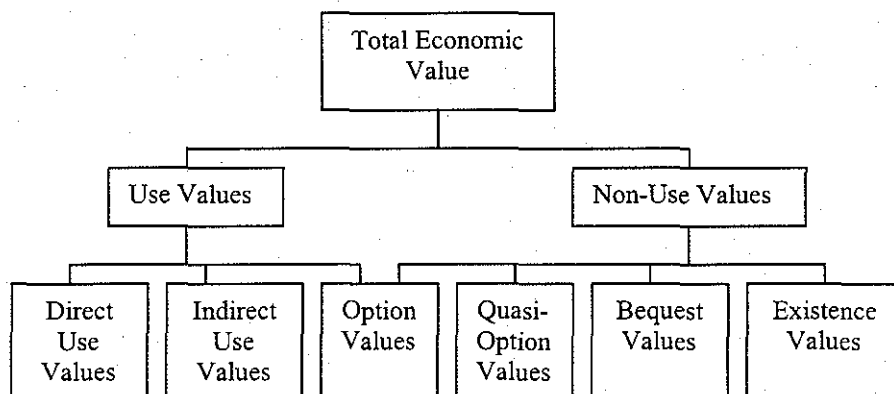 Total Economic
Value
Use Values
Non-Use Values
Direct
Use
Values
Indirect
Use
Values
Option
Values
Quasi-
Option
Values
Bequest
Values
Existence
Values